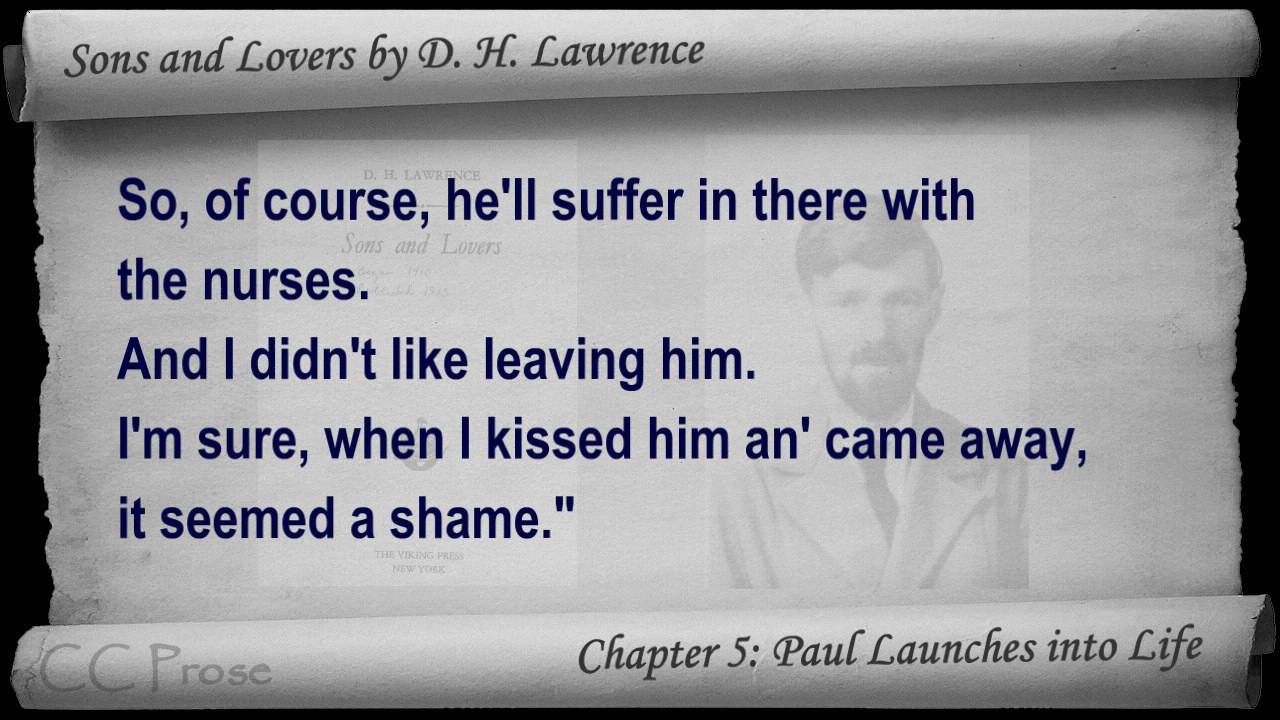 Sons and Lovers by D. H. Lawrence
D. H. LAWRENCE
Sons and Lovers
So, of course, he'll suffer in there with
the nurses.
And I didn't like leaving him.
I'm sure, when I kissed him an' came away,
it seemed a shame."
THE VIKING PRESS
NEW YORK
Chapter 5: Paul Launches into Life
CC Prose